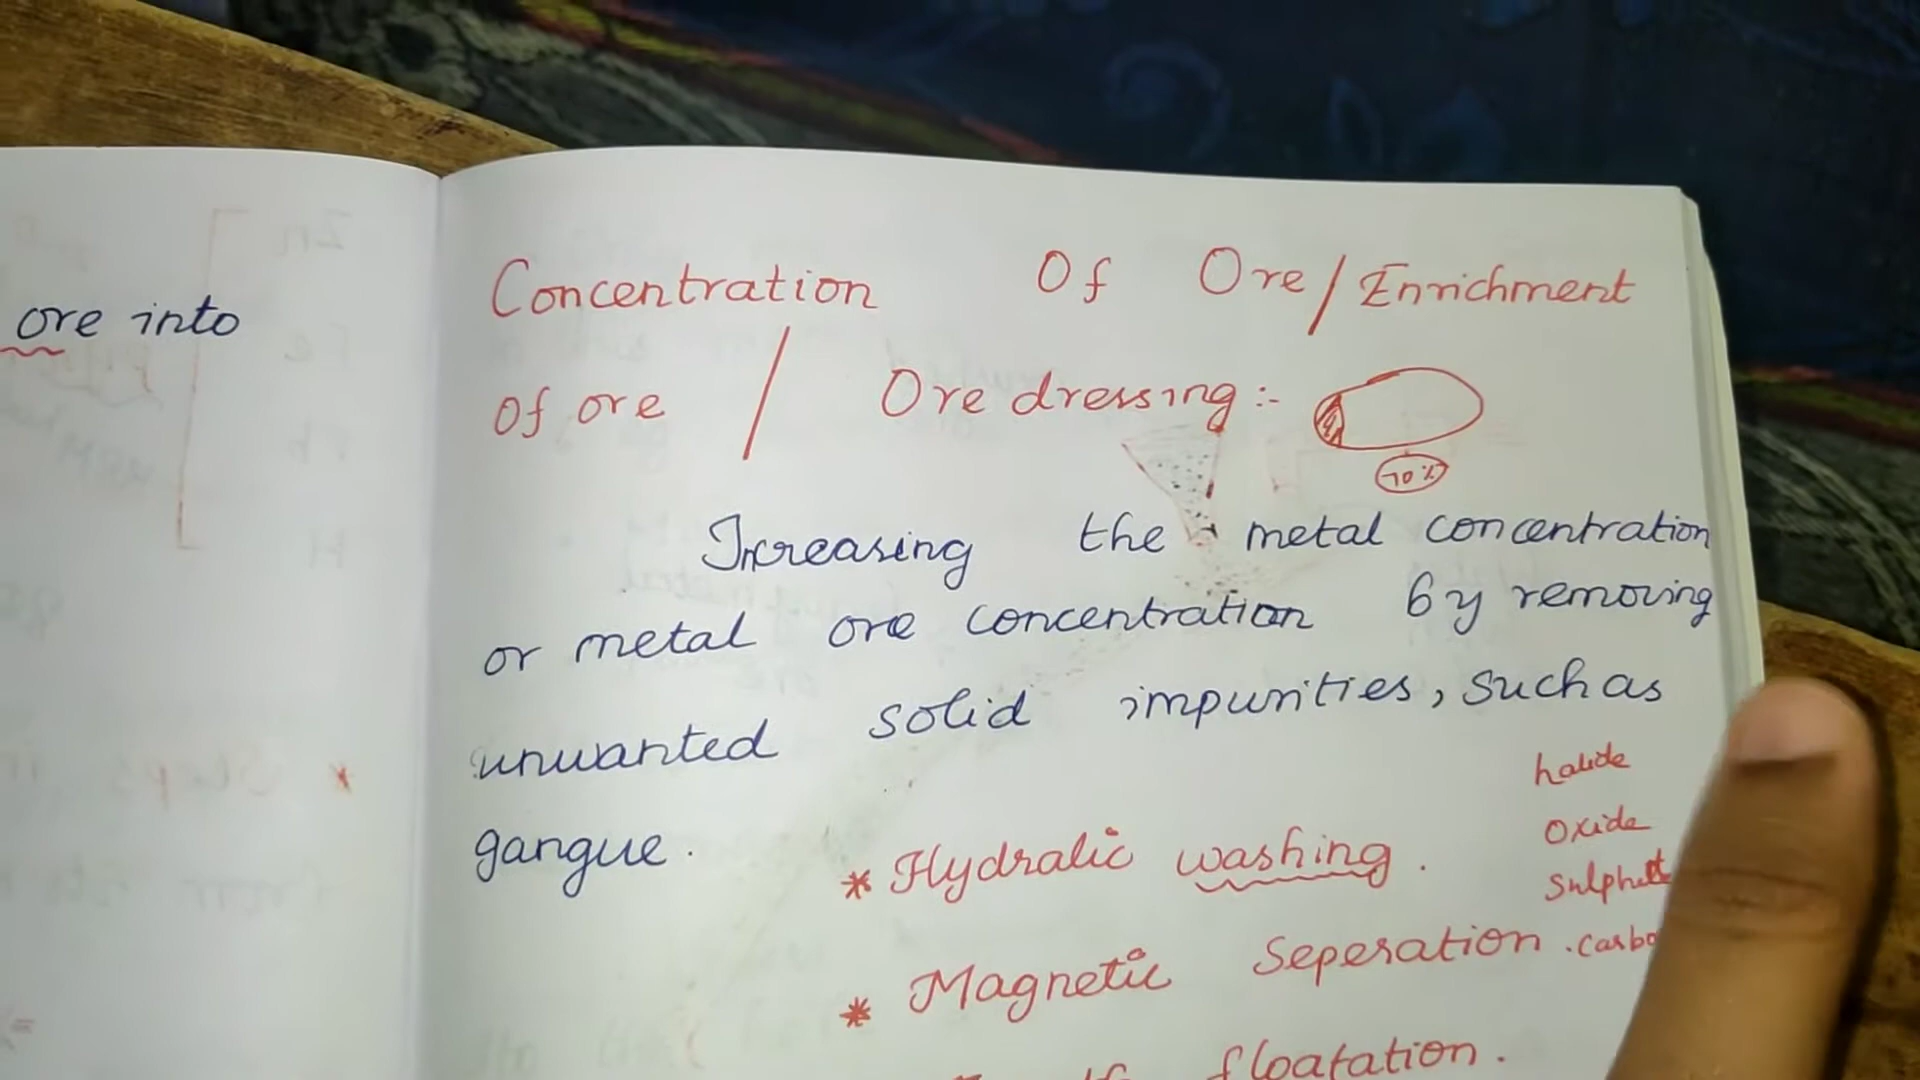 ore into
Concentration Of Ore / Enrichment
Of ore / Ore dressing :-
70%
Increasing the metal concentration
or metal ore concentration by removing
unwanted solid impurities, such as
gangue.
halide
oxide
* Hydralic washing.
* Magnetic Seperation.
floatation.